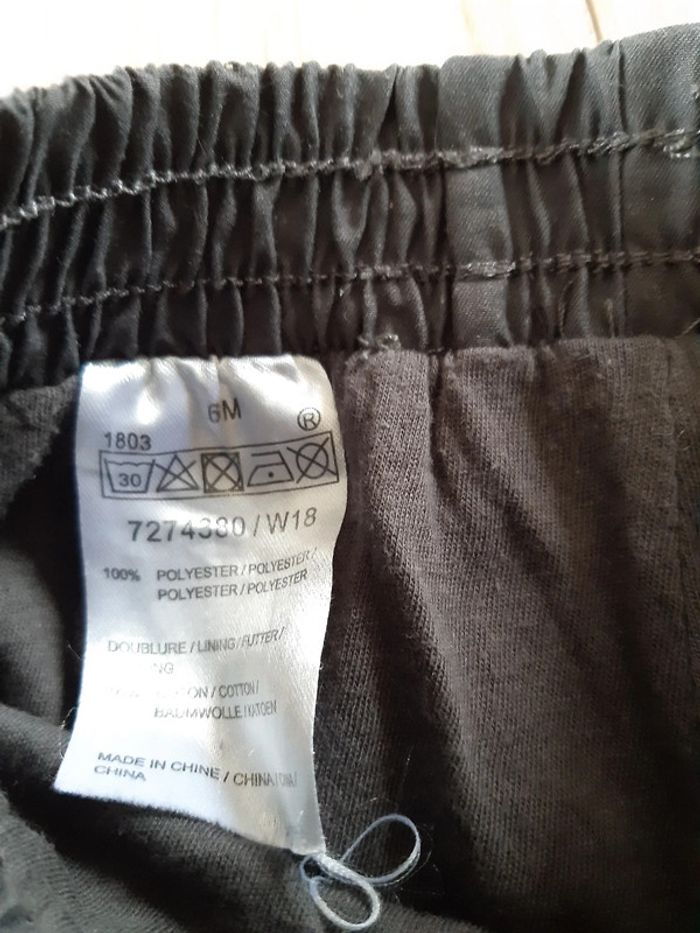 6M
®
1803
30
7274380/W18
100% POLYESTER/POLYESTER/
POLYESTER/POLYESTER
DOUBLURE/LINING/FUTTER/
COTTON/
BAUMWOLLE/KATOEN
MADE IN CHINE/CHINA/
CHINA